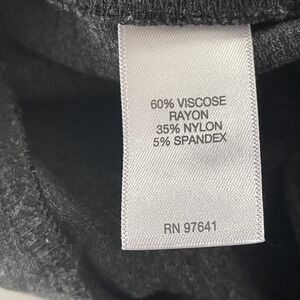 60% VISCOSE
RAYON
35% NYLON
5% SPANDEX
RN 97641